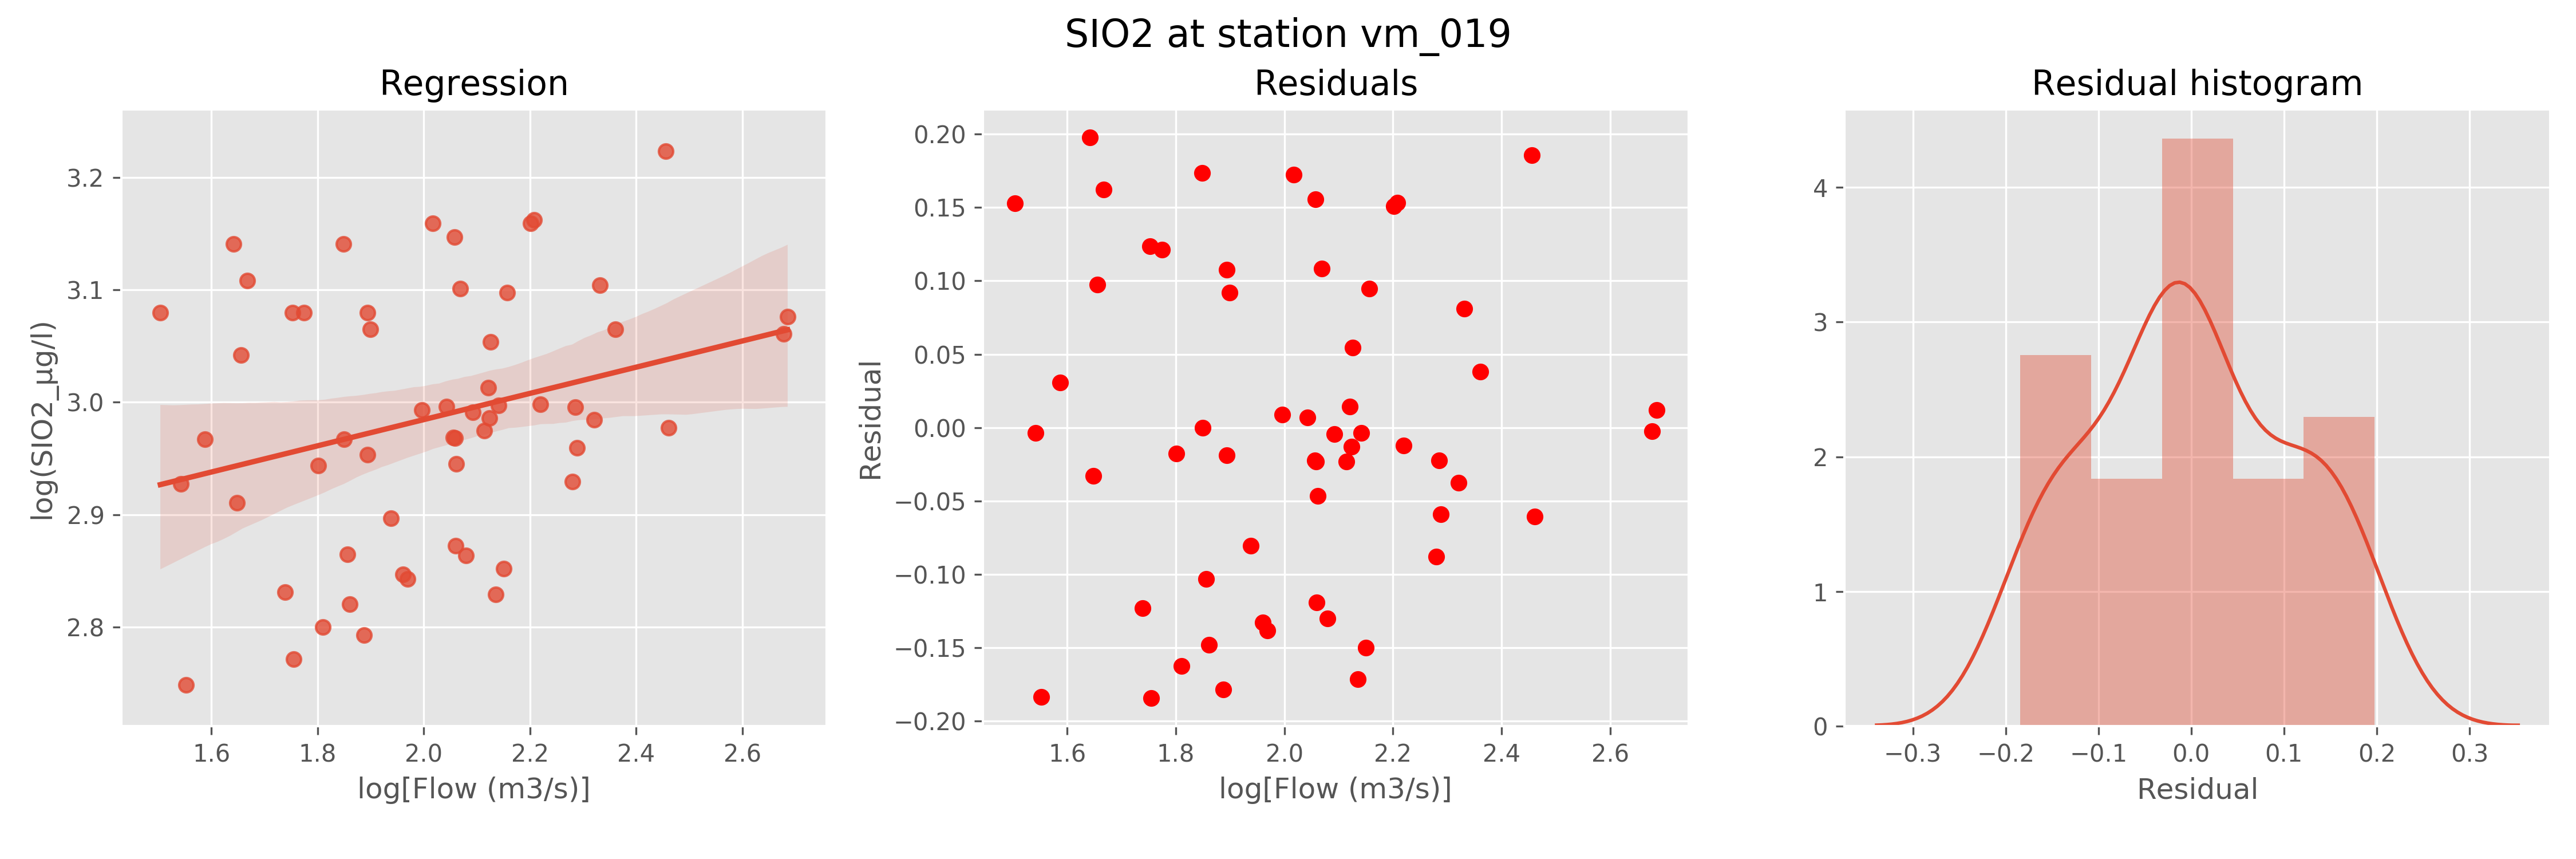 SIO2 at station vm_019
Regression
3.2
3.1
3.0
2.9
2.8
log(SIO2_µg/l)
1.6 1.8 2.0 2.2 2.4 2.6
log[Flow (m3/s)]
Residuals
0.20
0.15
0.10
0.05
0.00
−0.05
−0.10
−0.15
−0.20
Residual
1.6 1.8 2.0 2.2 2.4 2.6
log[Flow (m3/s)]
Residual histogram
4
3
2
1
0
−0.3 −0.2 −0.1 0.0 0.1 0.2 0.3
Residual